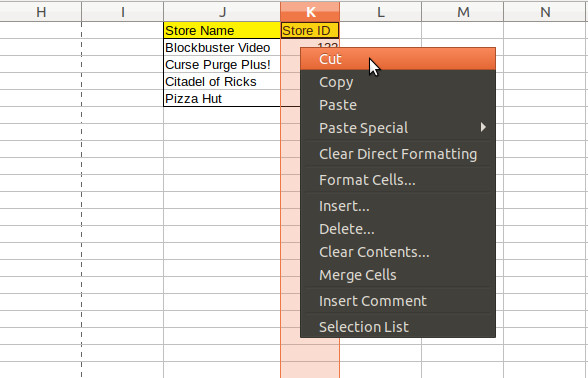 H I J K L M N
Store Name Store ID
Blockbuster Video
Curse Purge Plus!
Citadel of Ricks
Pizza Hut
Cut
Copy
Paste
Paste Special
Clear Direct Formatting
Format Cells...
Insert...
Delete...
Clear Contents...
Merge Cells
Insert Comment
Selection List